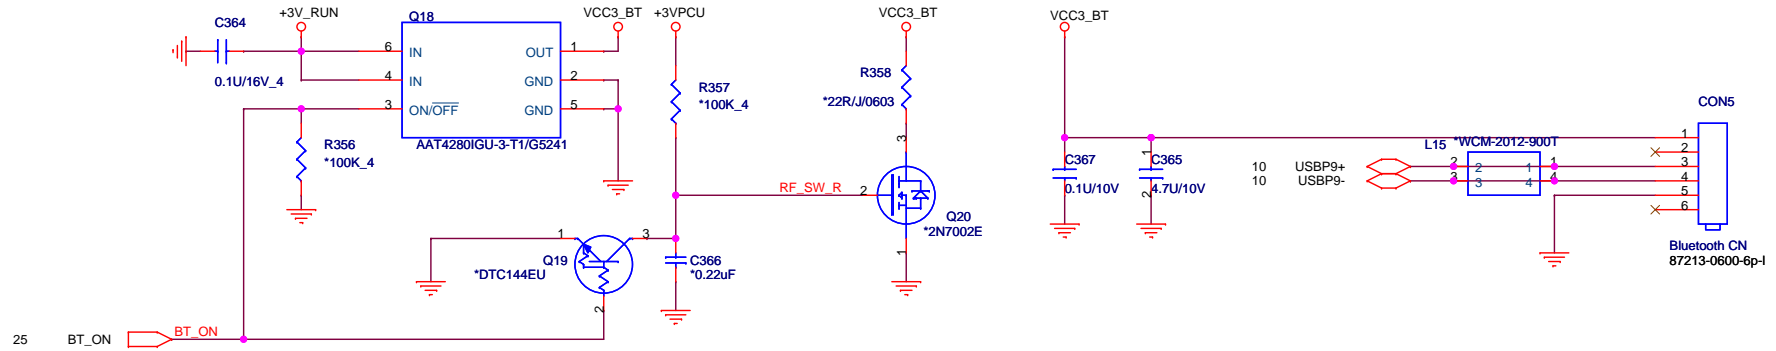 C364
+3V_RUN
Q18
VCC3_BT
+3VPCU
VCC3_BT
VCC3_BT
6
IN
OUT
1
0.1U/16V_4
4
IN
GND
2
3
ON/OFF
GND
5
AAT4280IGU-3-T1/G5241
R356
*100K_4
R357
*100K_4
R358
*22R/J/0603
3
RF_SW_R
2
Q20
*2N7002E
1
1
3
Q19
*DTC144EU
2
C366
*0.22uF
25
BT_ON
BT_ON
C367
0.1U/10V
1
C365
4.7U/10V
2
10
USBP9+
10
USBP9-
L15
*WCM-2012-900T
2
2
1
1
3
3
4
4
CON5
1
2
3
4
5
6
Bluetooth CN
87213-0600-6p-l